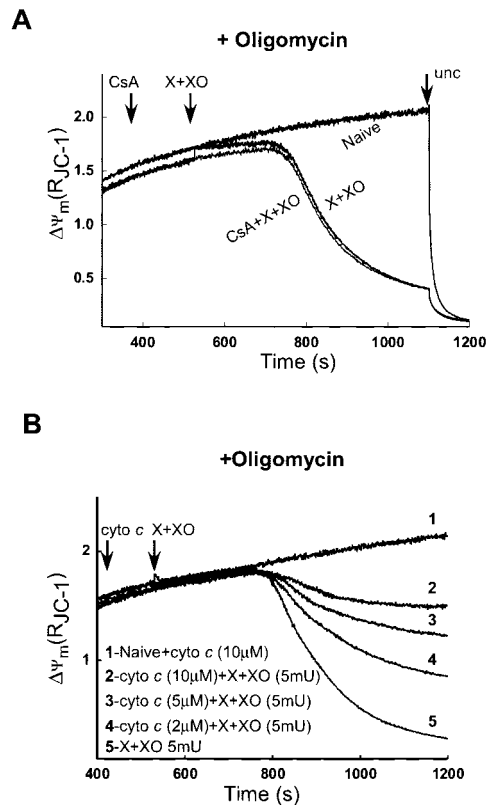 A
+ Oligomycin
CsA X+XO
unc
2.0
1.5
1.0
0.5
ΔΨm(RJC-1)
Naive
CsA+X+XO
X+XO
400 600 800 1000 1200
Time (s)
B
+Oligomycin
cyto c X+XO
2
1
ΔΨm(RJC-1)
1
2
3
4
5
1-Naive+cyto c (10μM)
2-cyto c (10μM)+X+XO (5mU)
3-cyto c (5μM)+X+XO (5mU)
4-cyto c (2μM)+X+XO (5mU)
5-X+XO 5mU
400 600 800 1000 1200
Time (s)